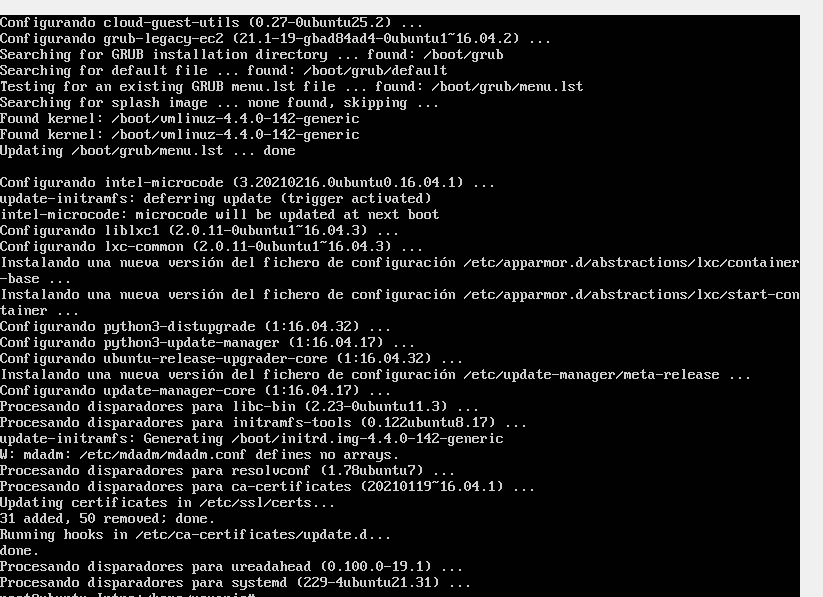 Configurando cloud-guest-utils (0.27-0ubuntu25.2) ...
Configurando grub-legacy-ec2 (21.1-19-gbad84ad4-0ubuntu1~16.04.2) ...
Searching for GRUB installation directory ... found: /boot/grub
Searching for default file ... found: /boot/grub/default
Testing for an existing GRUB menu.lst file ... found: /boot/grub/menu.lst
Searching for splash image ... none found, skipping ...
Found kernel: /boot/vmlinuz-4.4.0-142-generic
Found kernel: /boot/vmlinuz-4.4.0-142-generic
Updating /boot/grub/menu.lst ... done
Configurando intel-microcode (3.20210216.0ubuntu0.16.04.1) ...
update-initramfs: deferring update (trigger activated)
intel-microcode: microcode will be updated at next boot
Configurando liblxc1 (2.0.11-0ubuntu1~16.04.3) ...
Configurando lxc-common (2.0.11-0ubuntu1~16.04.3) ...
Instalando una nueva versión del fichero de configuración /etc/apparmor.d/abstractions/lxc/container
-base ...
Instalando una nueva versión del fichero de configuración /etc/apparmor.d/abstractions/lxc/start-con
tainer ...
Configurando python3-distupgrade (1:16.04.32) ...
Configurando python3-update-manager (1:16.04.17) ...
Configurando ubuntu-release-upgrader-core (1:16.04.32) ...
Instalando una nueva versión del fichero de configuración /etc/update-manager/meta-release ...
Configurando update-manager-core (1:16.04.17) ...
Procesando disparadores para libc-bin (2.23-0ubuntu11.3) ...
Procesando disparadores para initramfs-tools (0.122ubuntu8.17) ...
update-initramfs: Generating /boot/initrd.img-4.4.0-142-generic
W: mdadm: /etc/mdadm/mdadm.conf defines no arrays.
Procesando disparadores para resolvconf (1.78ubuntu7) ...
Procesando disparadores para ca-certificates (20210119~16.04.1) ...
Updating certificates in /etc/ssl/certs...
31 added, 50 removed; done.
Running hooks in /etc/ca-certificates/update.d...
done.
Procesando disparadores para ureadahead (0.100.0-19.1) ...
Procesando disparadores para systemd (229-4ubuntu21.31) ...